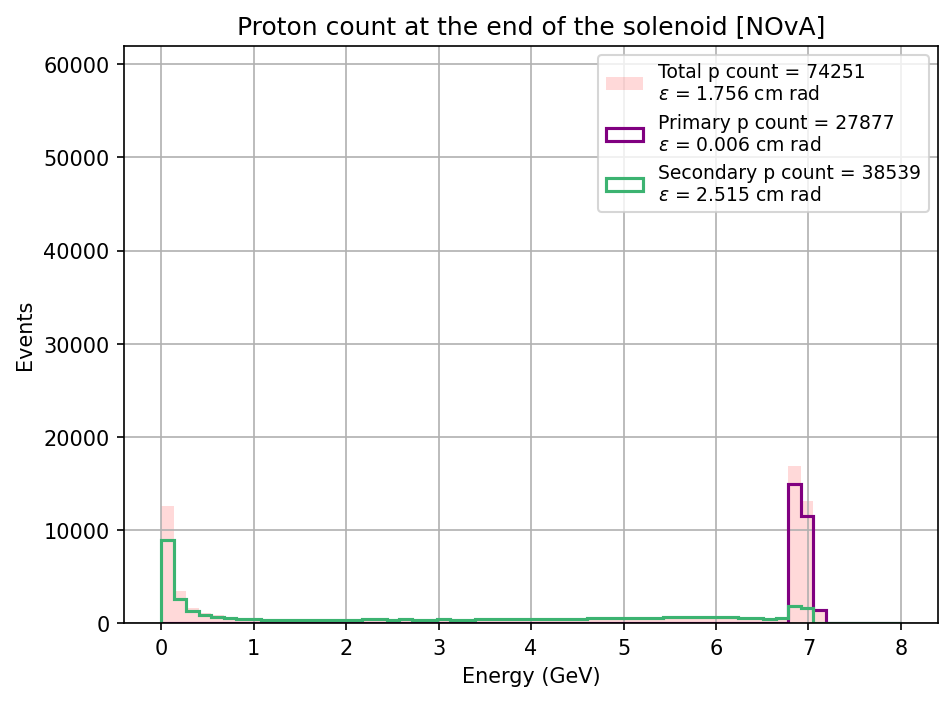 Proton count at the end of the solenoid [NOvA]
60000
50000
40000
30000
20000
10000
0
Events
Total p count = 74251
ε = 1.756 cm rad
Primary p count = 27877
ε = 0.006 cm rad
Secondary p count = 38539
ε = 2.515 cm rad
0 1 2 3 4 5 6 7 8
Energy (GeV)